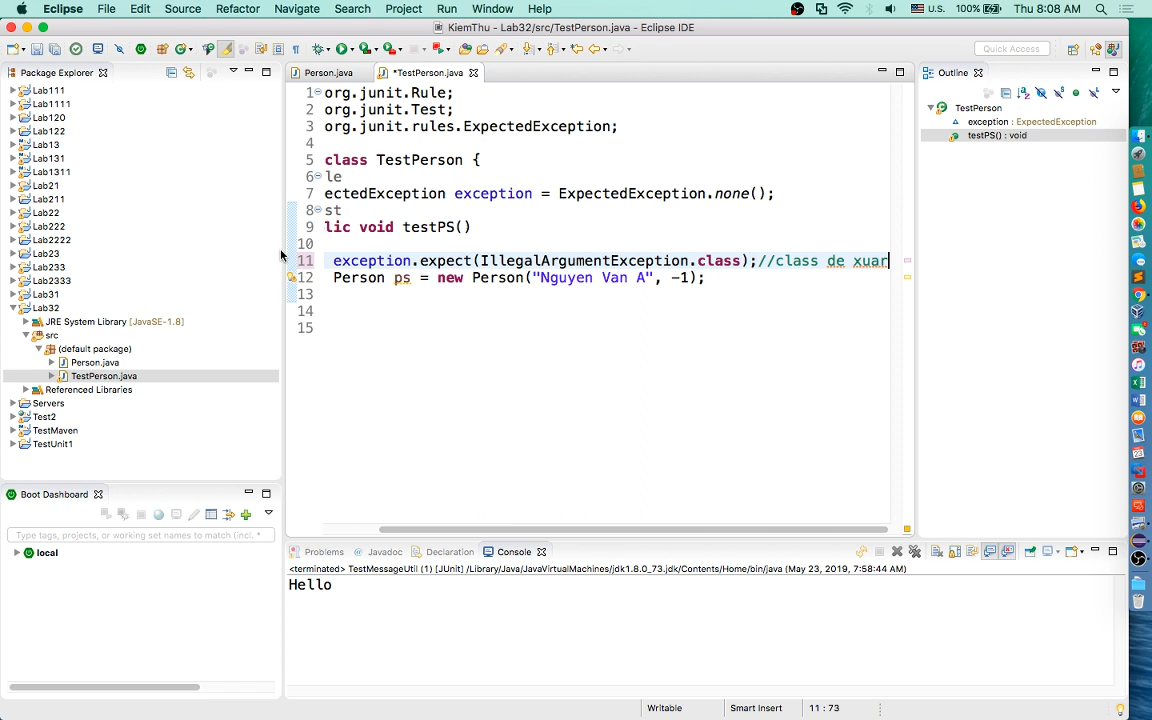 Eclipse File Edit Source Refactor Navigate Search Project Run Window Help U.S. 100% Thu 8:08 AM
KiemThu - Lab32/src/TestPerson.java - Eclipse IDE
Quick Access
Package Explorer
Person.java *TestPerson.java
Outline
Lab111
Lab1111
Lab120
Lab122
Lab13
Lab131
Lab1311
Lab21
Lab211
Lab22
Lab222
Lab2222
Lab23
Lab233
Lab2333
Lab31
Lab32
JRE System Library [JavaSE-1.8]
src
(default package)
Person.java
TestPerson.java
Referenced Libraries
Servers
Test2
TestMaven
TestUnit1
1 org.junit.Rule;
2 org.junit.Test;
3 org.junit.rules.ExpectedException;
4
5 class TestPerson {
6 le
7 ectedException exception = ExpectedException.none();
8 st
9 lic void testPS()
10
11 exception.expect(IllegalArgumentException.class);//class de xuar
12 Person ps = new Person("Nguyen Van A", -1);
13
14
15
TestPerson
exception : ExpectedException
testPS() : void
Boot Dashboard
Type tags, projects, or working set names to match (incl. *
local
Problems Javadoc Declaration Console
<terminated> TestMessageUtil (1) [JUnit] /Library/Java/JavaVirtualMachines/jdk1.8.0_73.jdk/Contents/Home/bin/java (May 23, 2019, 7:58:44 AM)
Hello
Writable Smart Insert 11 : 73